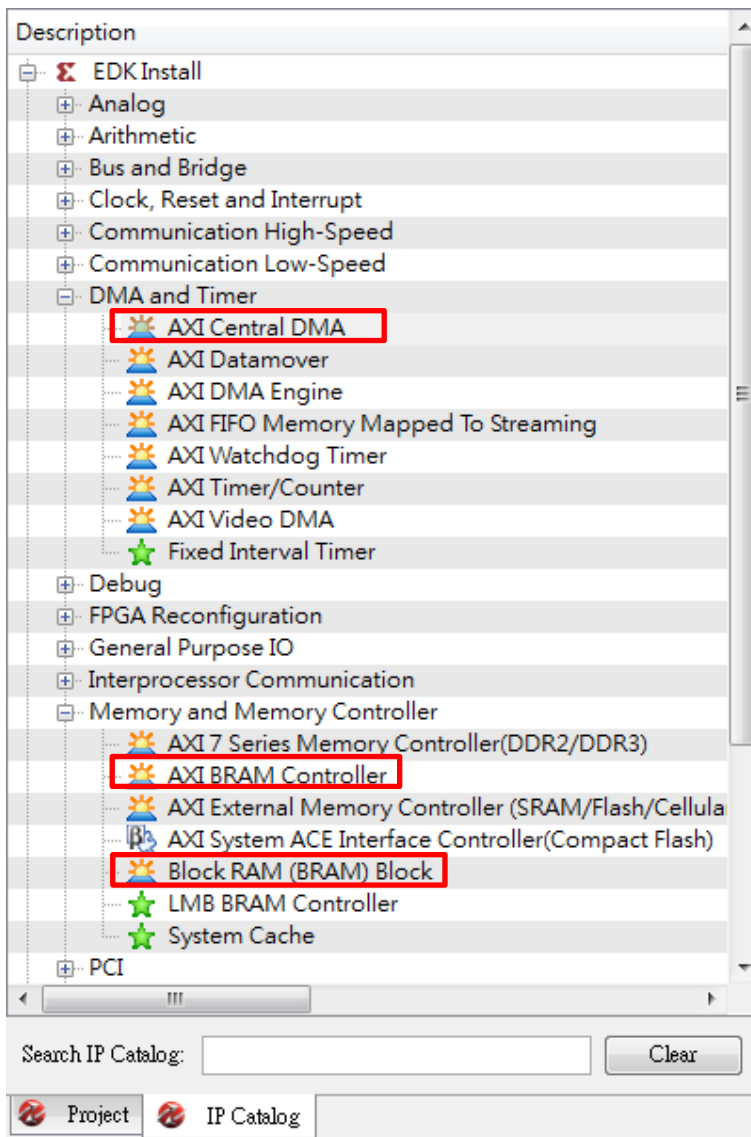 Description
EDK Install
Analog
Arithmetic
Bus and Bridge
Clock, Reset and Interrupt
Communication High-Speed
Communication Low-Speed
DMA and Timer
AXI Central DMA
AXI Datamover
AXI DMA Engine
AXI FIFO Memory Mapped To Streaming
AXI Watchdog Timer
AXI Timer/Counter
AXI Video DMA
Fixed Interval Timer
Debug
FPGA Reconfiguration
General Purpose IO
Interprocessor Communication
Memory and Memory Controller
AXI 7 Series Memory Controller(DDR2/DDR3)
AXI BRAM Controller
AXI External Memory Controller (SRAM/Flash/Cellula
AXI System ACE Interface Controller(Compact Flash)
Block RAM (BRAM) Block
LMB BRAM Controller
System Cache
PCI
Search IP Catalog: Clear
Project IP Catalog